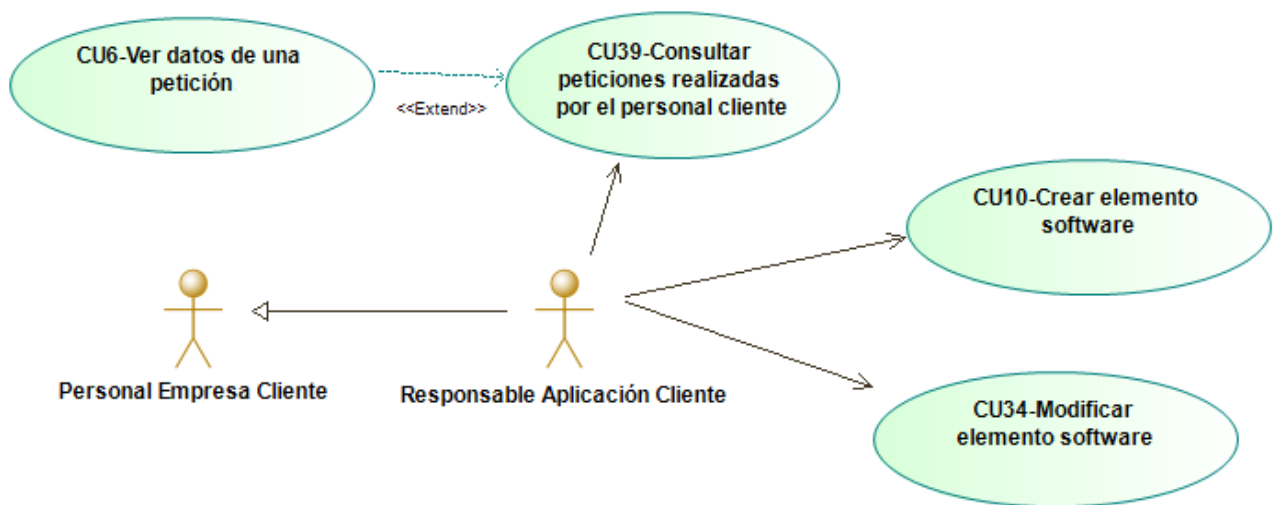 CU6-Ver datos de una
petición
<<Extend>>
CU39-Consultar
peticiones realizadas
por el personal cliente
CU10-Crear elemento
software
Personal Empresa Cliente
Responsable Aplicación Cliente
CU34-Modificar
elemento software